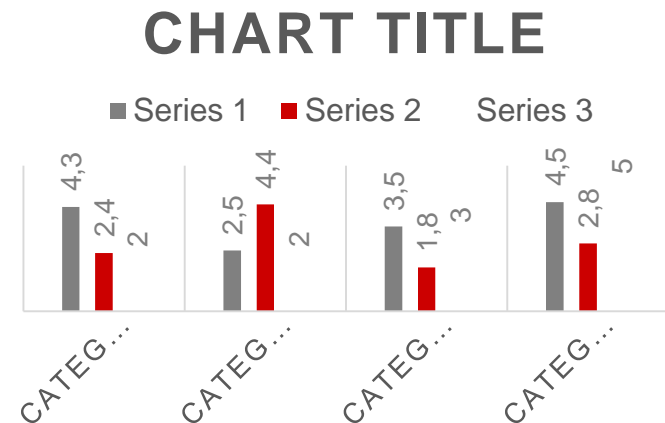 CHART TITLE
Series 1 Series 2 Series 3
4,3 2,4 2 2,5 4,4 2 3,5 1,8 3 4,5 2,8 5
CATEG... CATEG... CATEG... CATEG...